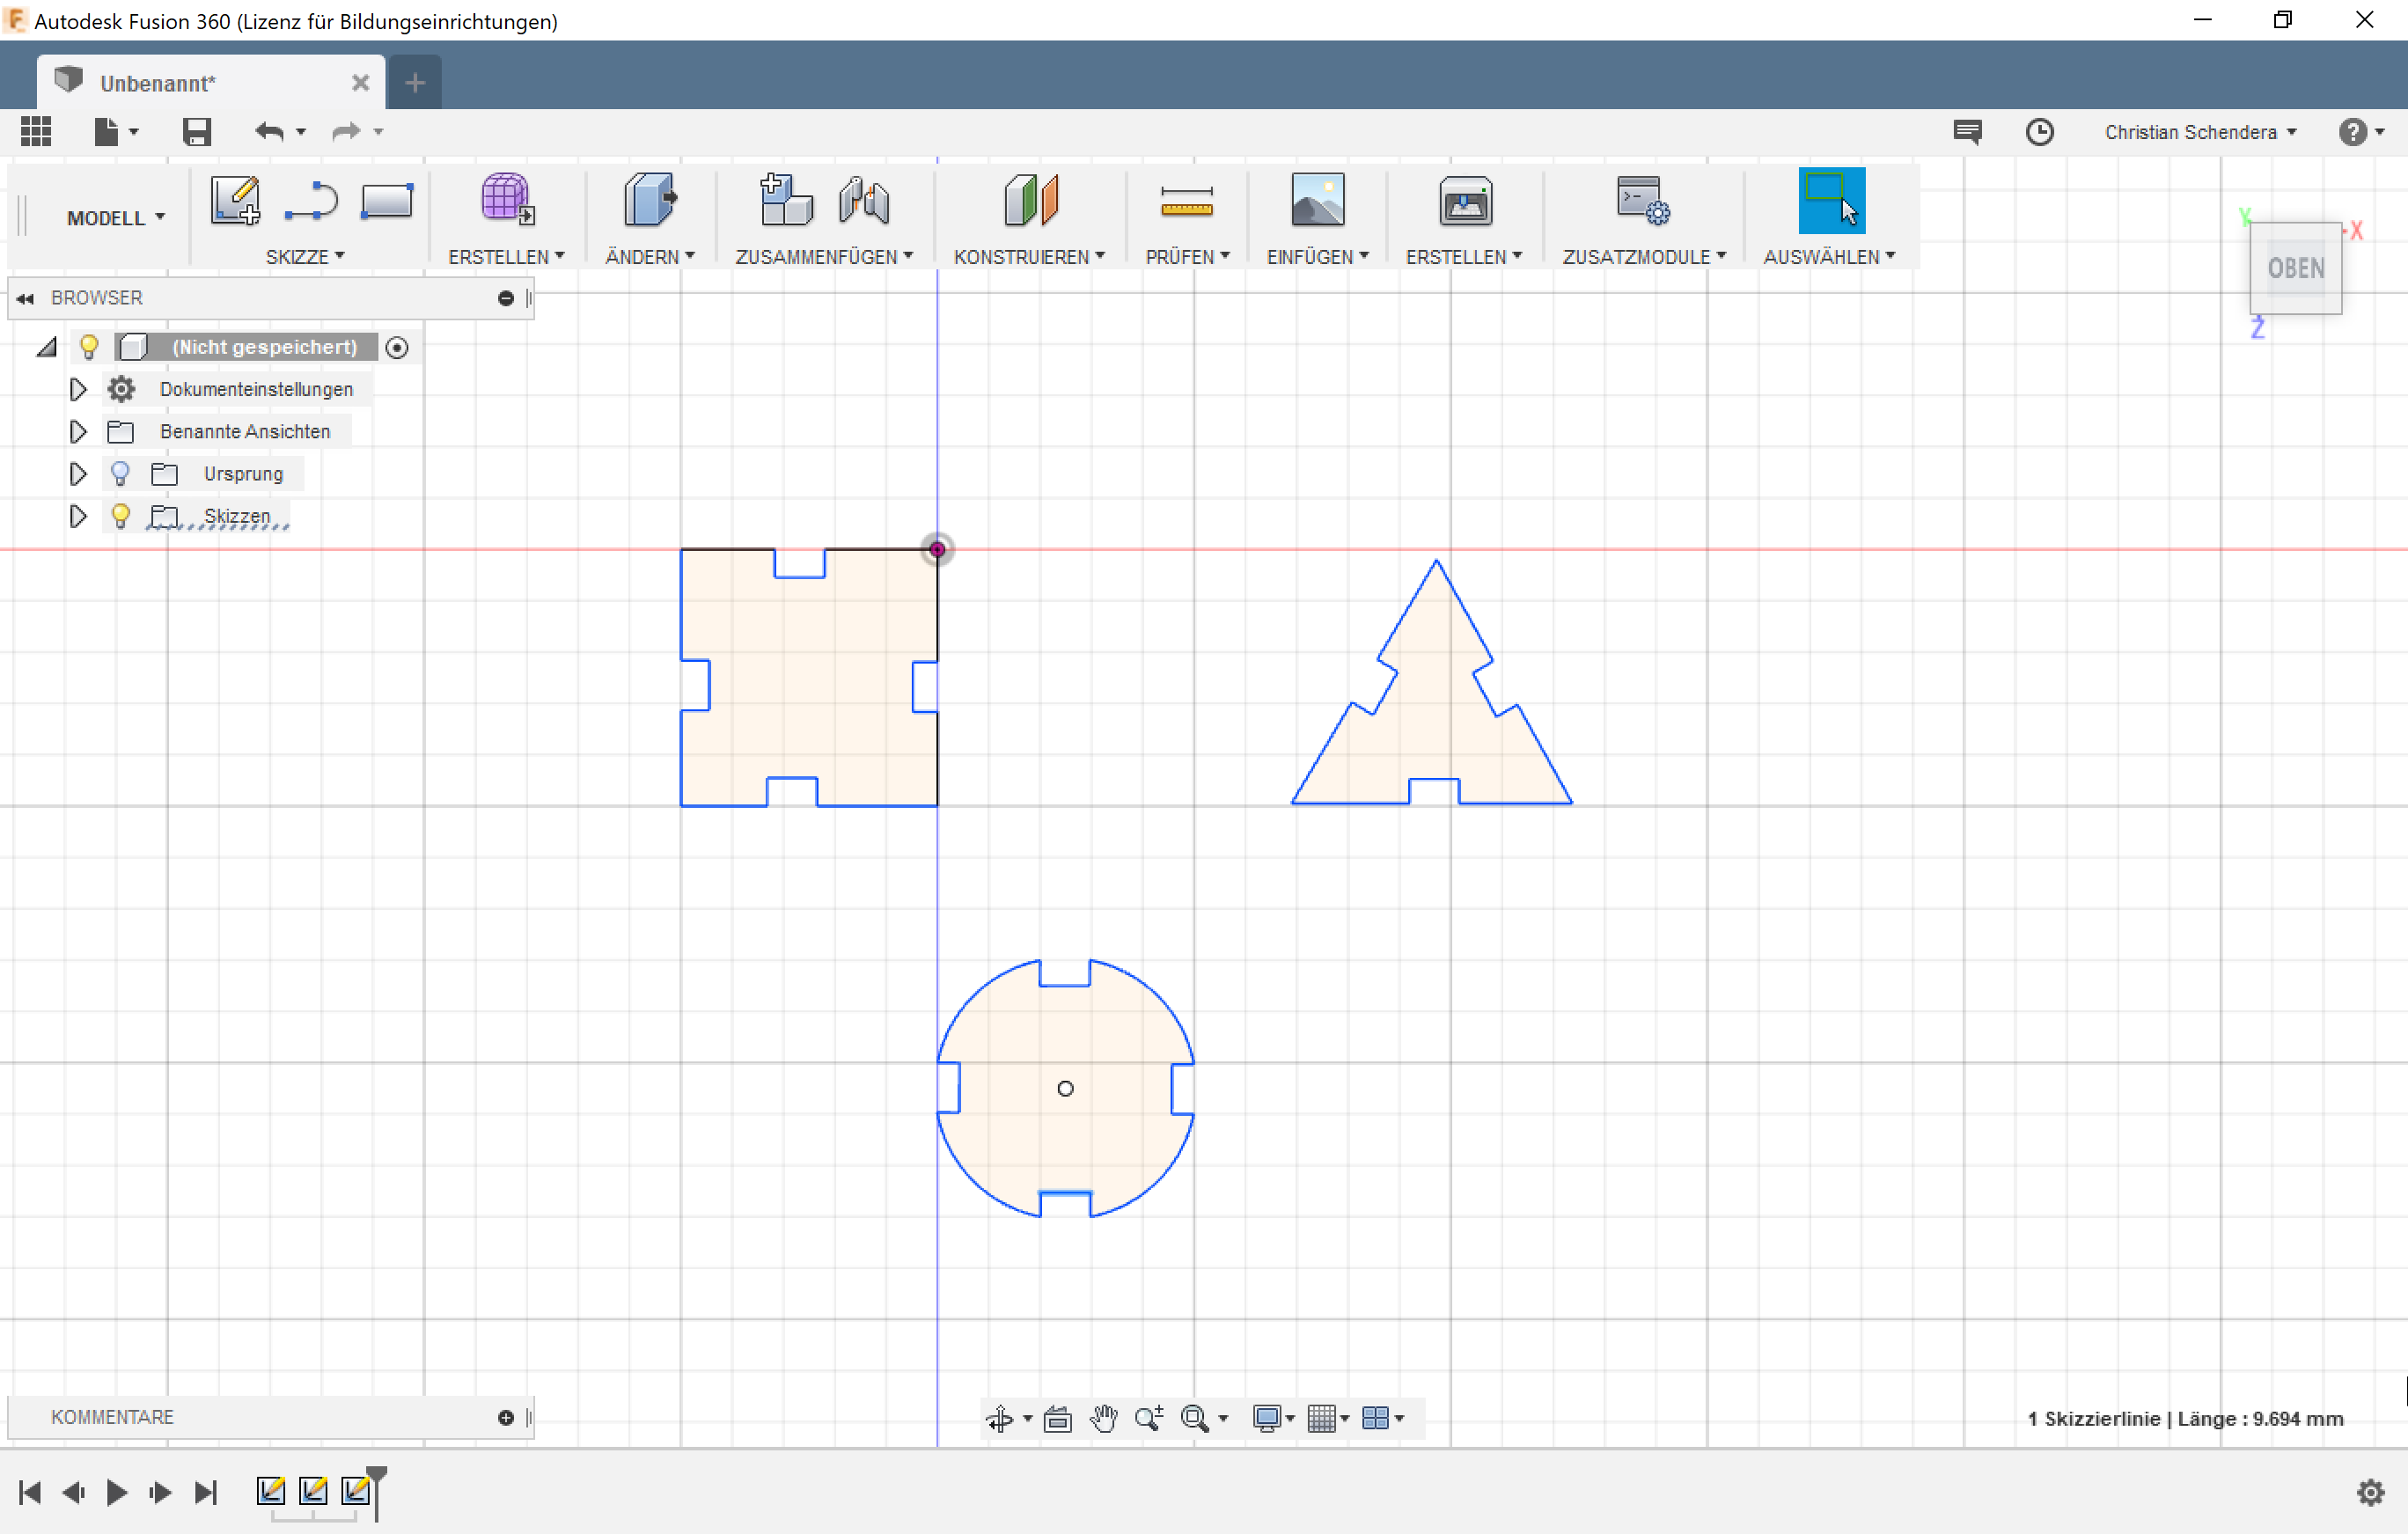 Autodesk Fusion 360 (Lizenz für Bildungseinrichtungen)
Unbenannt*
Christian Schendera
MODELL
SKIZZE
ERSTELLEN
ÄNDERN
ZUSAMMENFÜGEN
KONSTRUIEREN
PRÜFEN
EINFÜGEN
ERSTELLEN
ZUSATZMODULE
AUSWÄHLEN
Y
X
OBEN
Z
BROWSER
(Nicht gespeichert)
Dokumenteinstellungen
Benannte Ansichten
Ursprung
Skizzen
KOMMENTARE
1 Skizzierlinie | Länge : 9.694 mm